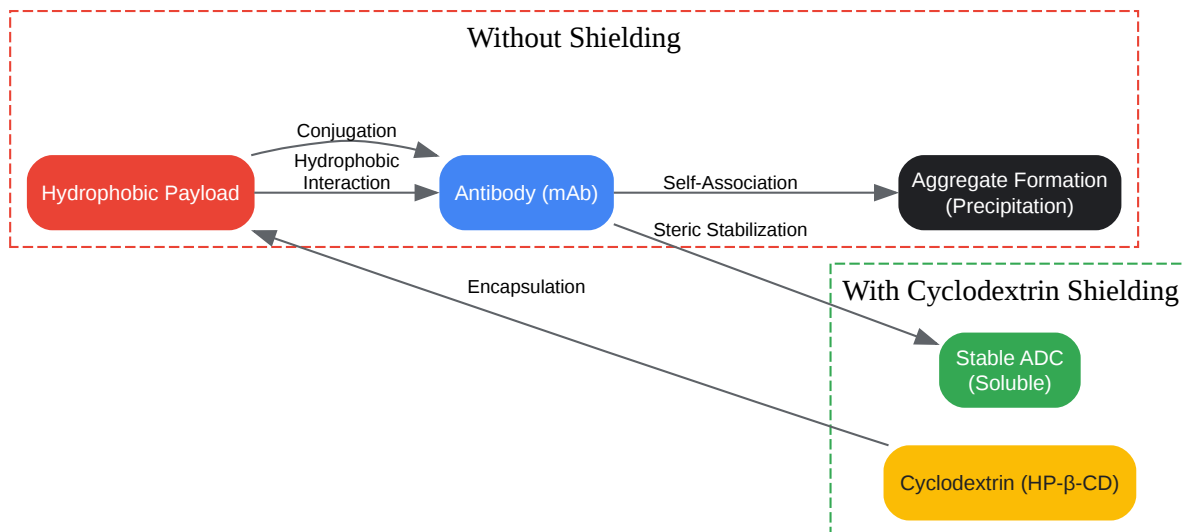 Without Shielding
Conjugation
Hydrophobic
Interaction
Hydrophobic Payload
Antibody (mAb)
Self-Association
Aggregate Formation
(Precipitation)
Steric Stabilization
Encapsulation
With Cyclodextrin Shielding
Stable ADC
(Soluble)
Cyclodextrin (HP-β-CD)